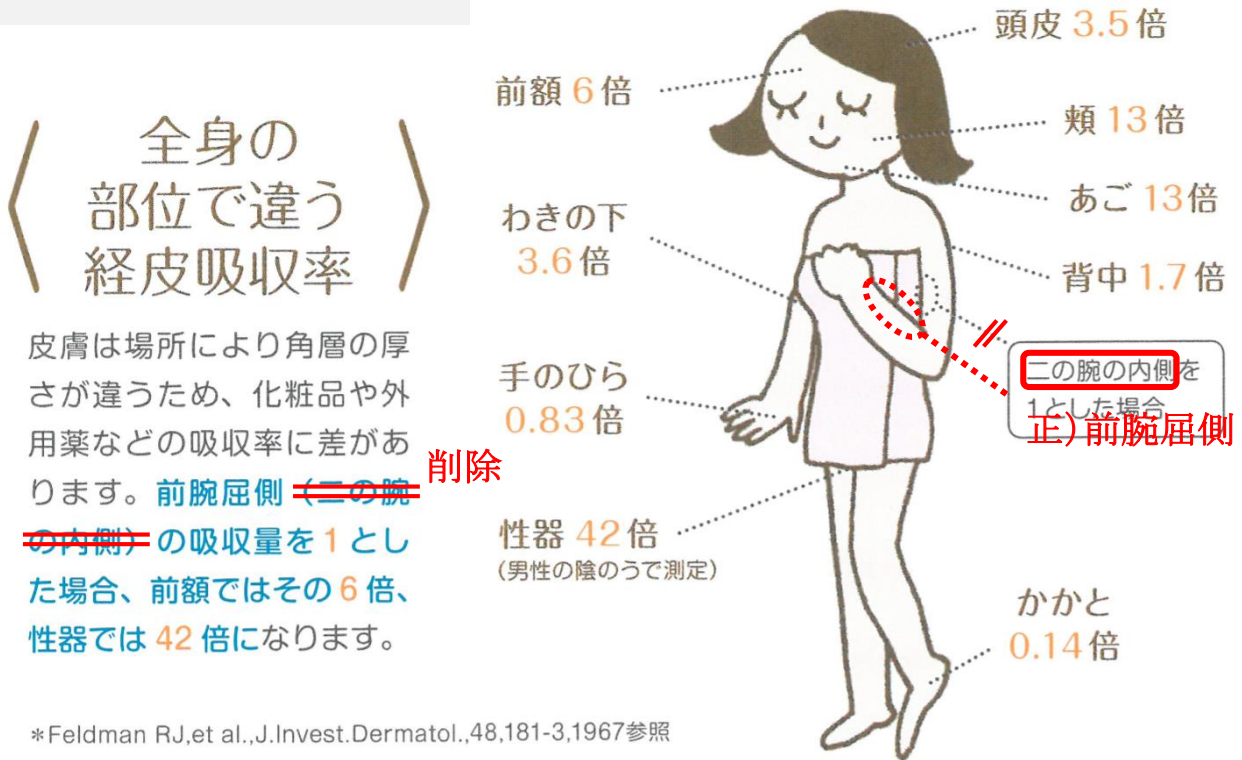 全身の
部位で違う
経皮吸収率
皮膚は場所により角層の厚
さが違うため、化粧品や外
用薬などの吸収率に差があ
ります。前腕屈側(二の腕
の内側)の吸収量を1とし
た場合、前額ではその6倍、
性器では42倍になります。
削除
*Feldman RJ,et al.,J.Invest.Dermatol.,48,181-3,1967参照
頭皮 3.5倍
前額 6倍
頬 13倍
あご 13倍
わきの下
3.6倍
背中 1.7倍
二の腕の内側を
1とした場合
正)前腕屈側
手のひら
0.83倍
性器 42倍
(男性の陰のうで測定)
かかと
0.14倍